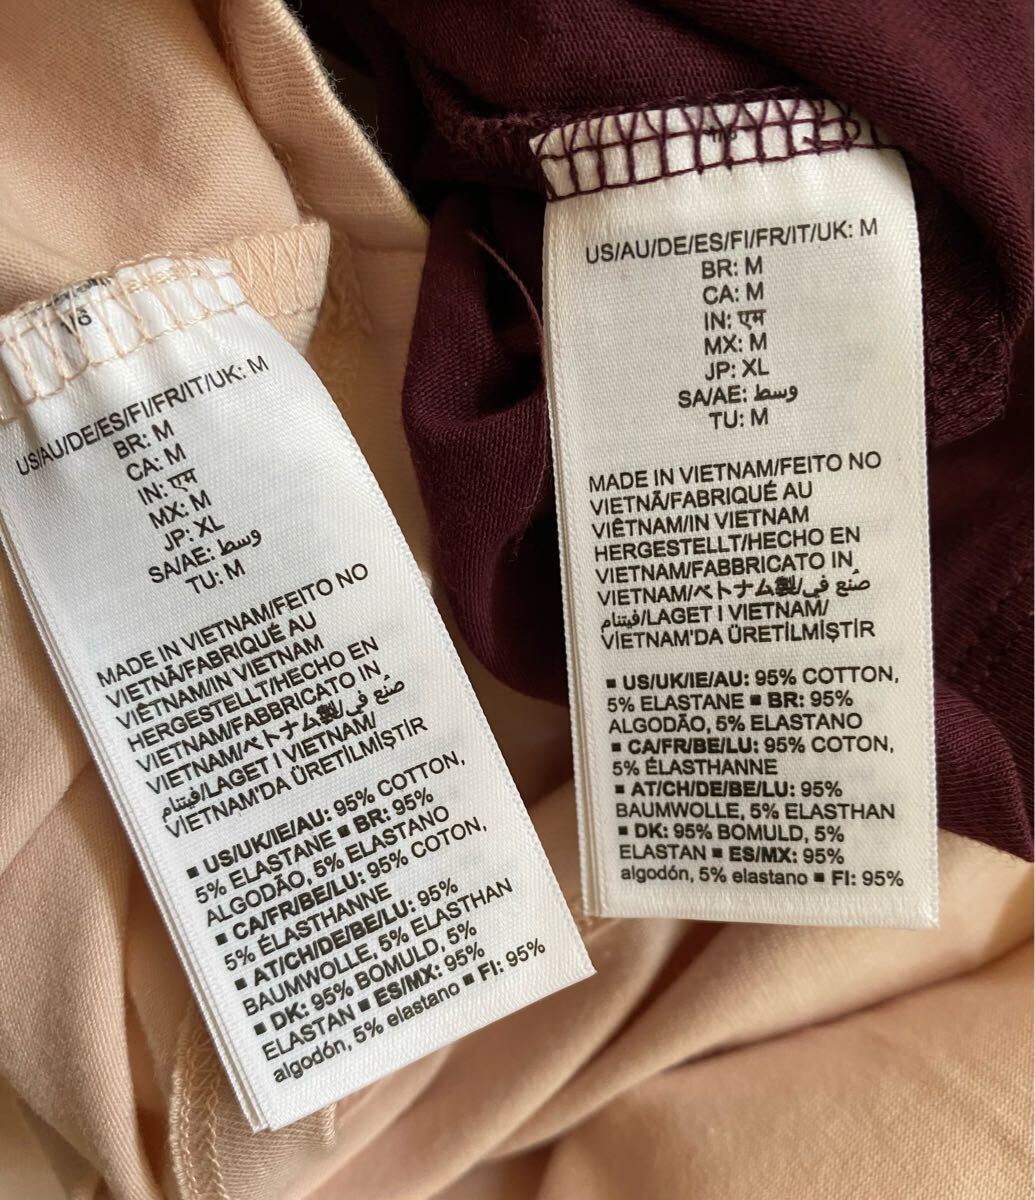 1/6
US/AU/DE/ES/FI/FR/IT/UK: M
BR: M
CA: M
IN: एम
MX: M
JP: XL
SA/AE: وسط
TU: M
MADE IN VIETNAM/FEITO NO
VIETNÃ/FABRIQUÉ AU
VIÊTNAM/IN VIETNAM
HERGESTELLT/HECHO EN
VIETNAM/FABBRICATO IN
VIETNAM/ベトナム製/صُنع في
فيتنام/LAGET I VIETNAM/
VIETNAM'DA ÜRETİLMİŞTİR
▪ US/UK/IE/AU: 95% COTTON,
5% ELASTANE ▪ BR: 95%
ALGODÃO, 5% ELASTANO
▪ CA/FR/BE/LU: 95% COTON,
5% ÉLASTHANNE
▪ AT/CH/DE/BE/LU: 95%
BAUMWOLLE, 5% ELASTHAN
▪ DK: 95% BOMULD, 5%
ELASTAN ▪ ES/MX: 95%
algodón, 5% elastano ▪ FI: 95%
1/6
US/AU/DE/ES/FI/FR/IT/UK: M
BR: M
CA: M
IN: एम
MX: M
JP: XL
SA/AE: وسط
TU: M
MADE IN VIETNAM/FEITO NO
VIETNÃ/FABRIQUÉ AU
VIÊTNAM/IN VIETNAM
HERGESTELLT/HECHO EN
VIETNAM/FABBRICATO IN
VIETNAM/ベトナム製/صُنع في
فيتنام/LAGET I VIETNAM/
VIETNAM'DA ÜRETİLMİŞTİR
▪ US/UK/IE/AU: 95% COTTON,
5% ELASTANE ▪ BR: 95%
ALGODÃO, 5% ELASTANO
▪ CA/FR/BE/LU: 95% COTON,
5% ÉLASTHANNE
▪ AT/CH/DE/BE/LU: 95%
BAUMWOLLE, 5% ELASTHAN
▪ DK: 95% BOMULD, 5%
ELASTAN ▪ ES/MX: 95%
algodón, 5% elastano ▪ FI: 95%